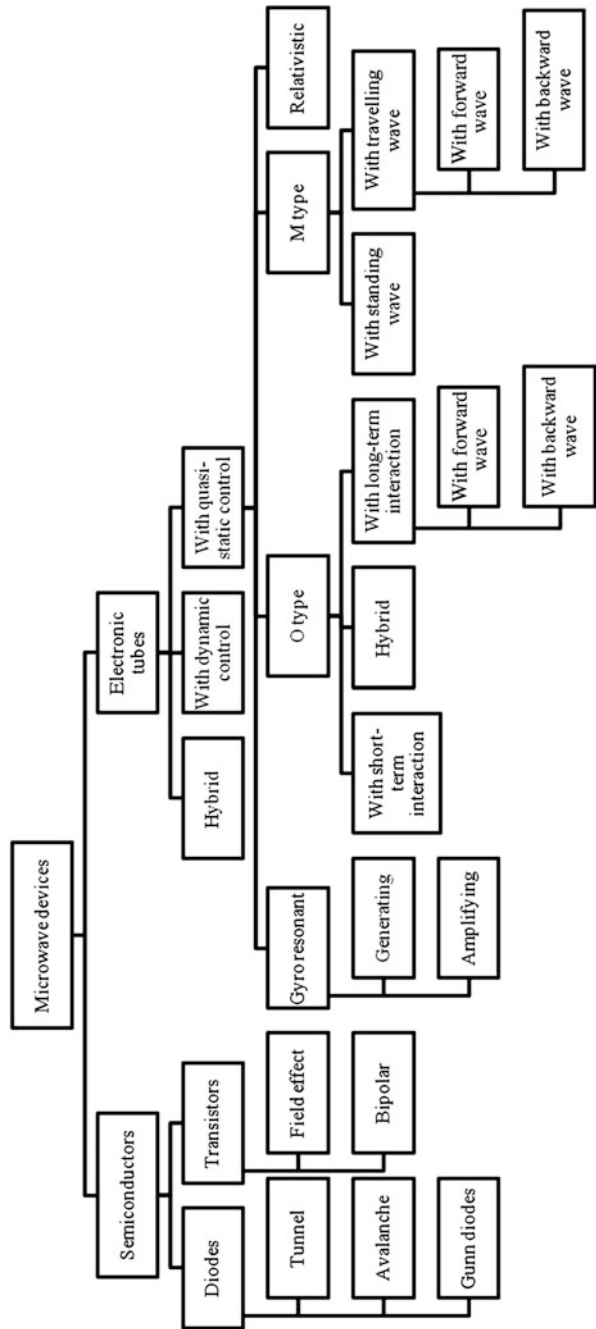 Microwave devices
Semiconductors
Electronic
tubes
Diodes
Transistors
Hybrid
With dynamic
control
With quasi-
static control
Tunnel
Avalanche
Gunn diodes
Field effect
Bipolar
Gyro resonant
O type
M type
Relativistic
Generating
Amplifying
With short-
term
interaction
Hybrid
With long-term
interaction
With forward
wave
With backward
wave
With standing
wave
With travelling
wave
With forward
wave
With backward
wave